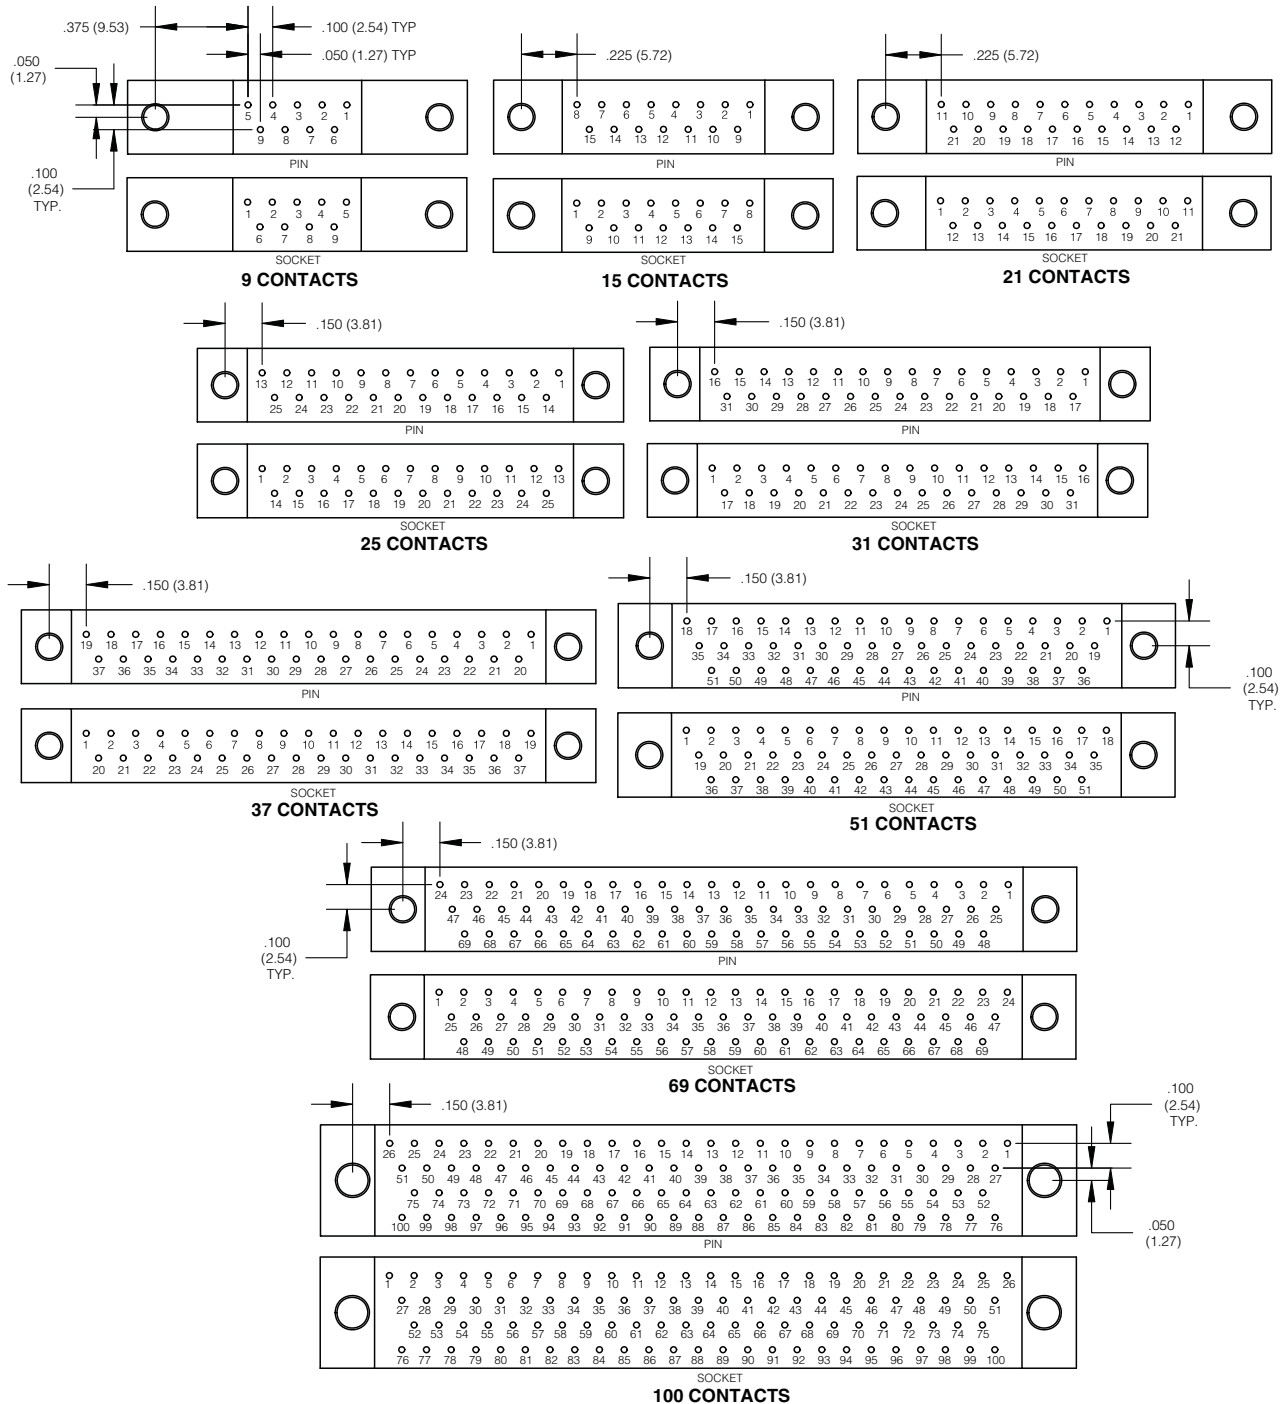 .375 (9.53)
.100 (2.54) TYP
.050 (1.27) TYP
.050
(1.27)
.100
(2.54)
TYP.
5 4 3 2 1
9 8 7 6
PIN
1 2 3 4 5
6 7 8 9
SOCKET
9 CONTACTS
.225 (5.72)
8 7 6 5 4 3 2 1
15 14 13 12 11 10 9
PIN
1 2 3 4 5 6 7 8
9 10 11 12 13 14 15
SOCKET
15 CONTACTS
.225 (5.72)
11 10 9 8 7 6 5 4 3 2 1
21 20 19 18 17 16 15 14 13 12
PIN
1 2 3 4 5 6 7 8 9 10 11
12 13 14 15 16 17 18 19 20 21
SOCKET
21 CONTACTS
.150 (3.81)
13 12 11 10 9 8 7 6 5 4 3 2 1
25 24 23 22 21 20 19 18 17 16 15 14
PIN
1 2 3 4 5 6 7 8 9 10 11 12 13
14 15 16 17 18 19 20 21 22 23 24 25
SOCKET
25 CONTACTS
.150 (3.81)
16 15 14 13 12 11 10 9 8 7 6 5 4 3 2 1
31 30 29 28 27 26 25 24 23 22 21 20 19 18 17
PIN
1 2 3 4 5 6 7 8 9 10 11 12 13 14 15 16
17 18 19 20 21 22 23 24 25 26 27 28 29 30 31
SOCKET
31 CONTACTS
.150 (3.81)
19 18 17 16 15 14 13 12 11 10 9 8 7 6 5 4 3 2 1
37 36 35 34 33 32 31 30 29 28 27 26 25 24 23 22 21 20
PIN
1 2 3 4 5 6 7 8 9 10 11 12 13 14 15 16 17 18 19
20 21 22 23 24 25 26 27 28 29 30 31 32 33 34 35 36 37
SOCKET
37 CONTACTS
.150 (3.81)
18 17 16 15 14 13 12 11 10 9 8 7 6 5 4 3 2 1
35 34 33 32 31 30 29 28 27 26 25 24 23 22 21 20 19
51 50 49 48 47 46 45 44 43 42 41 40 39 38 37 36
.100
(2.54)
TYP.
PIN
1 2 3 4 5 6 7 8 9 10 11 12 13 14 15 16 17 18
19 20 21 22 23 24 25 26 27 28 29 30 31 32 33 34 35
36 37 38 39 40 41 42 43 44 45 46 47 48 49 50 51
SOCKET
51 CONTACTS
.150 (3.81)
.100
(2.54)
TYP.
24 23 22 21 20 19 18 17 16 15 14 13 12 11 10 9 8 7 6 5 4 3 2 1
47 46 45 44 43 42 41 40 39 38 37 36 35 34 33 32 31 30 29 28 27 26 25
69 68 67 66 65 64 63 62 61 60 59 58 57 56 55 54 53 52 51 50 49 48
PIN
1 2 3 4 5 6 7 8 9 10 11 12 13 14 15 16 17 18 19 20 21 22 23 24
25 26 27 28 29 30 31 32 33 34 35 36 37 38 39 40 41 42 43 44 45 46 47
48 49 50 51 52 53 54 55 56 57 58 59 60 61 62 63 64 65 66 67 68 69
SOCKET
69 CONTACTS
.150 (3.81)
.100
(2.54)
TYP.
26 25 24 23 22 21 20 19 18 17 16 15 14 13 12 11 10 9 8 7 6 5 4 3 2 1
51 50 49 48 47 46 45 44 43 42 41 40 39 38 37 36 35 34 33 32 31 30 29 28 27
75 74 73 72 71 70 69 68 67 66 65 64 63 62 61 60 59 58 57 56 55 54 53 52
100 99 98 97 96 95 94 93 92 91 90 89 88 87 86 85 84 83 82 81 80 79 78 77 76
.050
(1.27)
PIN
1 2 3 4 5 6 7 8 9 10 11 12 13 14 15 16 17 18 19 20 21 22 23 24 25 26
27 28 29 30 31 32 33 34 35 36 37 38 39 40 41 42 43 44 45 46 47 48 49 50 51
52 53 54 55 56 57 58 59 60 61 62 63 64 65 66 67 68 69 70 71 72 73 74 75
76 77 78 79 80 81 82 83 84 85 86 87 88 89 90 91 92 93 94 95 96 97 98 99 100
SOCKET
100 CONTACTS